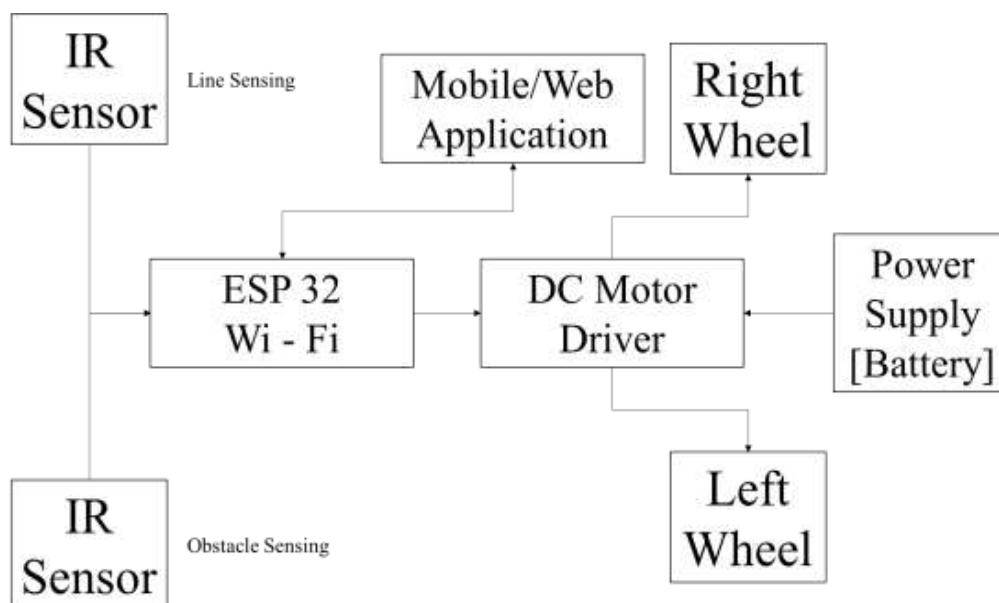 IR
Sensor
Line Sensing
Mobile/Web
Application
Right
Wheel
ESP 32
Wi - Fi
DC Motor
Driver
Power
Supply
[Battery]
IR
Sensor
Obstacle Sensing
Left
Wheel